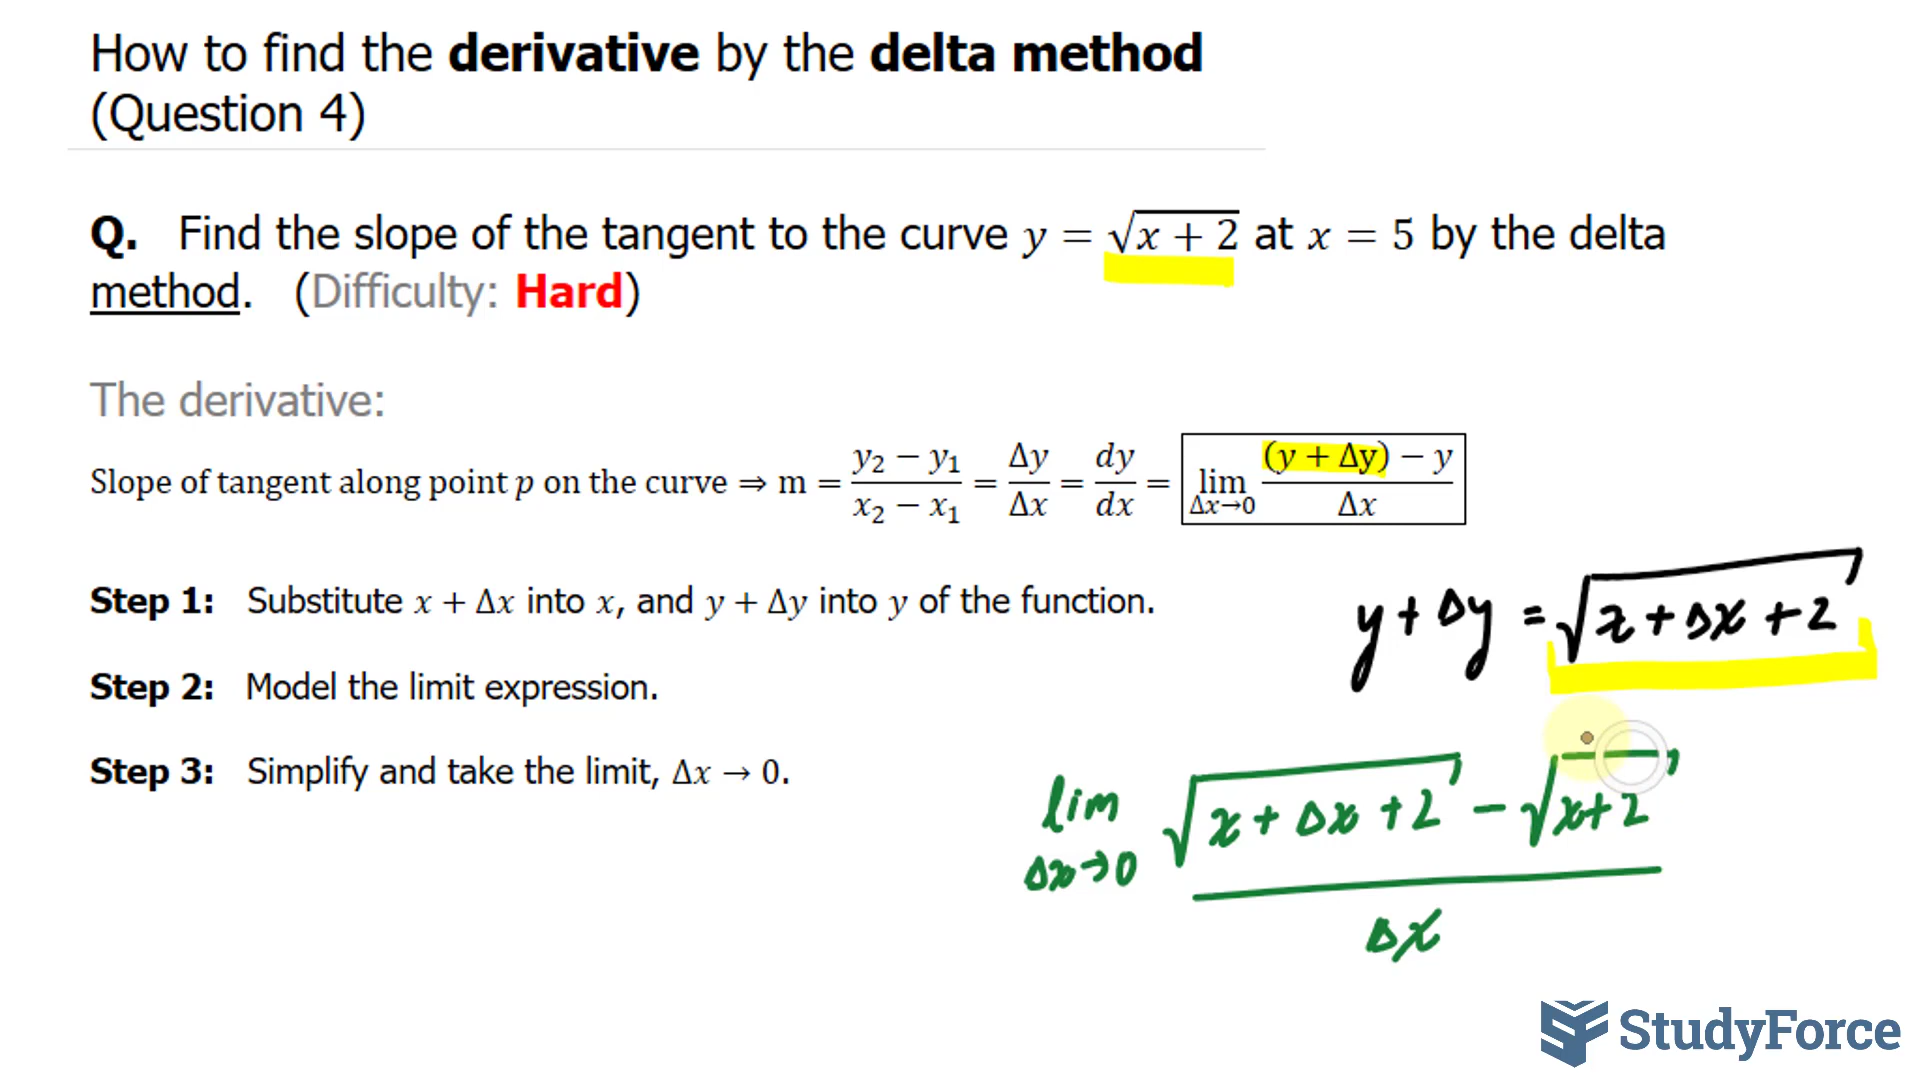 How to find the derivative by the delta method
(Question 4)
Q. Find the slope of the tangent to the curve y = √(x + 2) at x = 5 by the delta
method. (Difficulty: Hard)
The derivative:
Slope of tangent along point p on the curve ⇒ m = (y₂ − y₁)/(x₂ − x₁) = Δy/Δx = dy/dx = lim Δx→0 ((y + Δy) − y)/Δx
Step 1: Substitute x + Δx into x, and y + Δy into y of the function.
y + Δy = √(x + Δx + 2)
Step 2: Model the limit expression.
Step 3: Simplify and take the limit, Δx → 0.
lim Δx→0 (√(x + Δx + 2) − √(x+2))/Δx
StudyForce